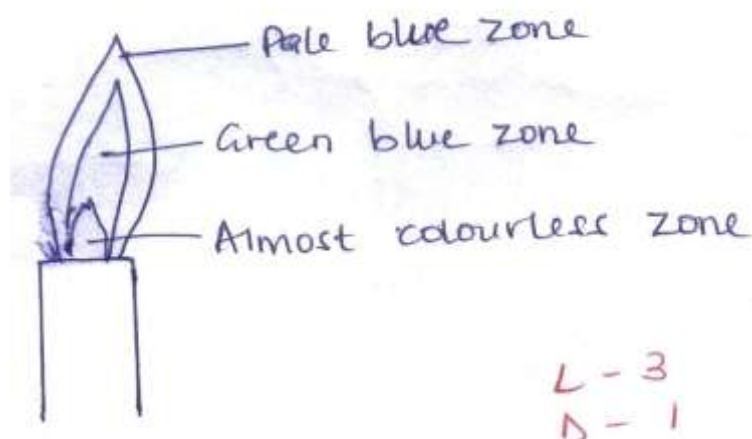 Pale blue zone
Green blue zone
Almost colourless zone
L - 3
D - 1